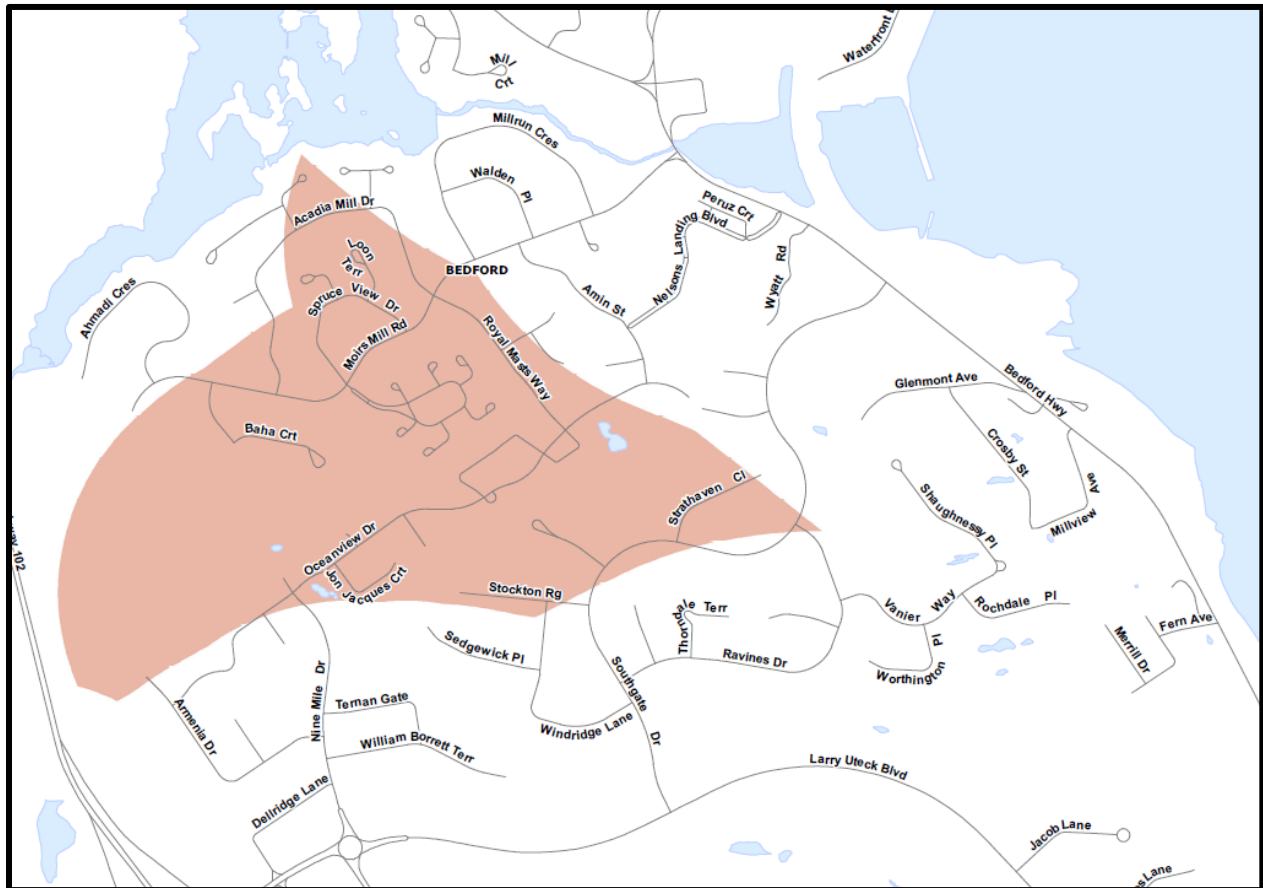 Waterfront
Mill
Crt
Millrun Cres
Walden Pl
Peruz Crt
Acadia Mill Dr
Nelsons Landing Blvd
Loon
Terr
BEDFORD
Wyatt Rd
Ahmadi Cres
Spruce View Dr
Amin St
Moirs Mill Rd
Royal Masts Way
Glenmont Ave
Bedford Hwy
Baha Crt
Crosby St
Strathaven Cl
Shaughnessy Pl
Millview Ave
102
Oceanview Dr
Jon Jacques Crt
Stockton Rg
Thorndale Terr
Vanier Way
Rochdale Pl
Fern Ave
Merrill Dr
Sedgewick Pl
Ravines Dr
Worthington Pl
Southgate Dr
Nine Mile Dr
Ternan Gate
Armenia Dr
Windridge Lane
William Borrett Terr
Larry Uteck Blvd
Dellridge Lane
Jacob Lane
Lane